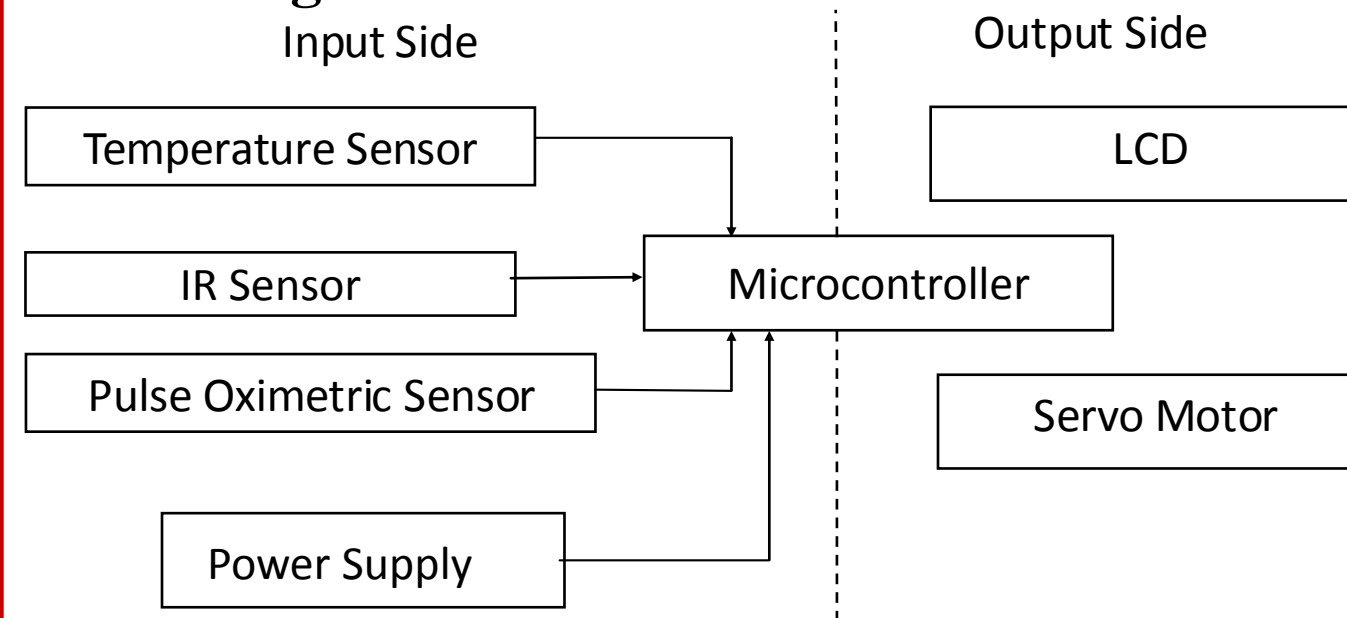 Input Side
Output Side
Temperature Sensor
LCD
IR Sensor
Microcontroller
Pulse Oximetric Sensor
Servo Motor
Power Supply